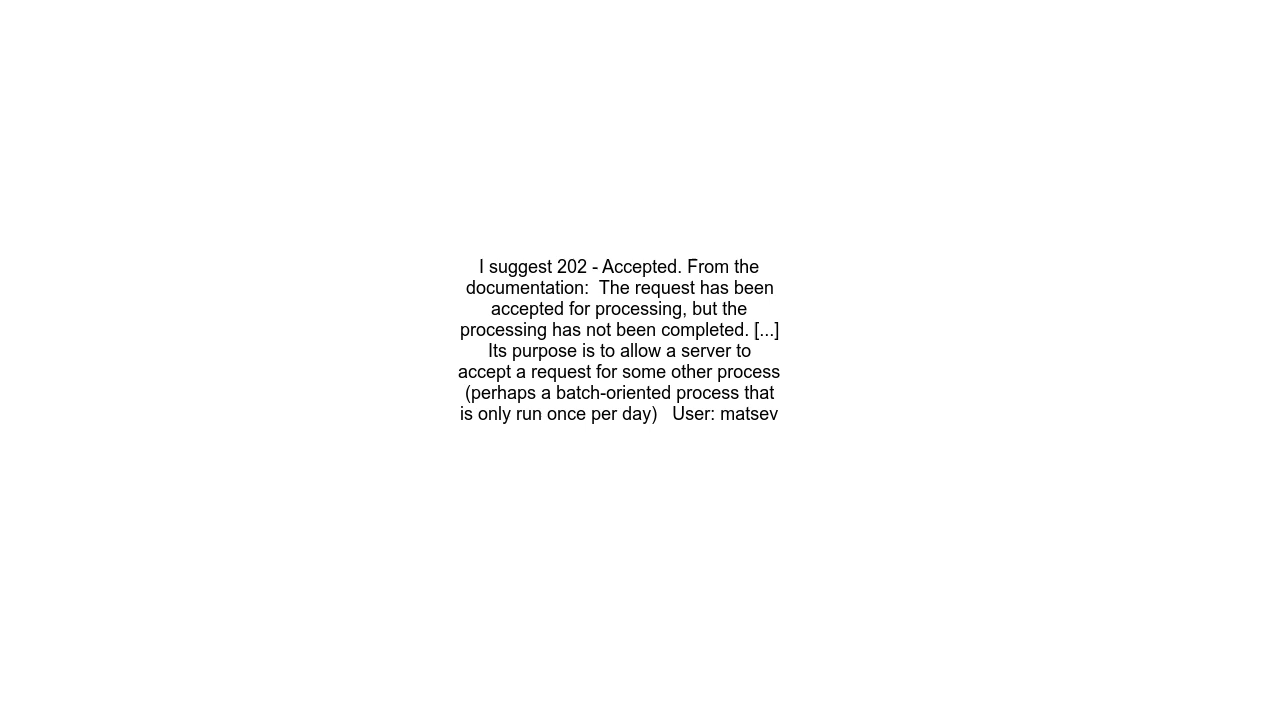 I suggest 202 - Accepted. From the
documentation:  The request has been
accepted for processing, but the
processing has not been completed. [...]
Its purpose is to allow a server to
accept a request for some other process
(perhaps a batch-oriented process that
is only run once per day)   User: matsev